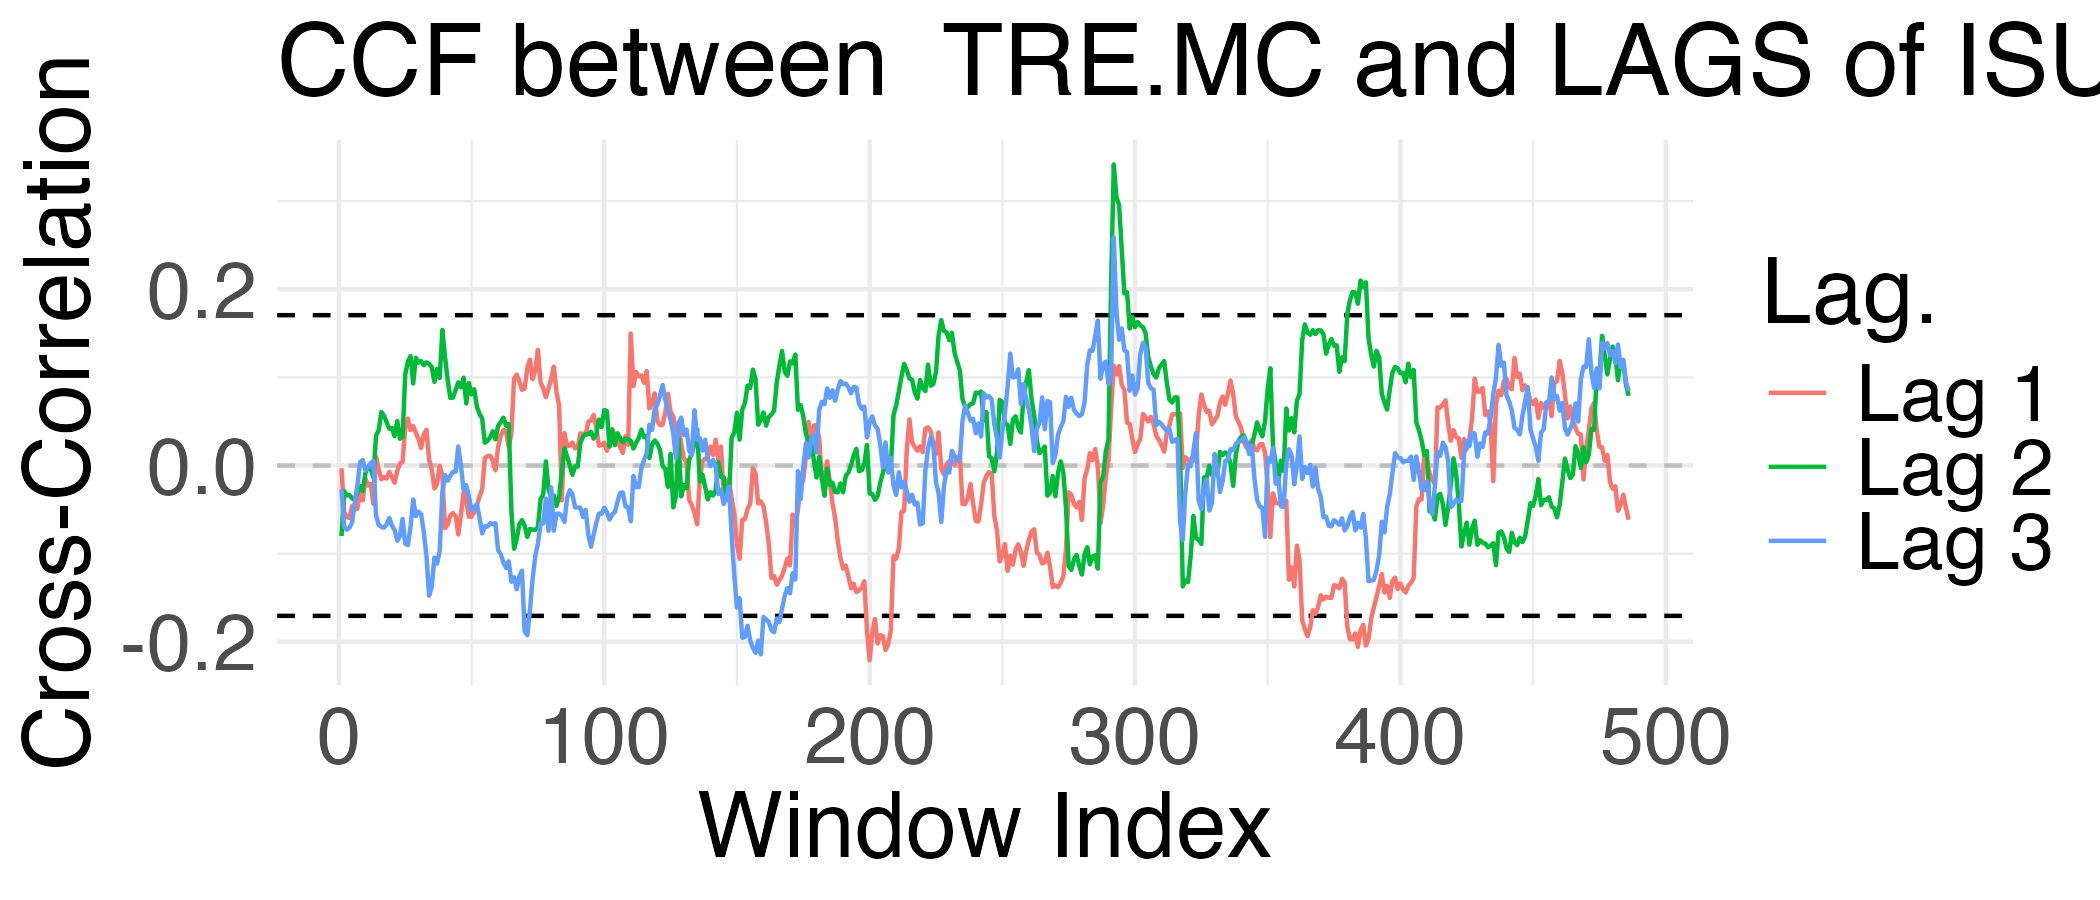 CCF between  TRE.MC and LAGS of ISU
Cross-Correlation
0.2
0.0
-0.2
0
100
200
300
400
500
Window Index
Lag.
Lag 1
Lag 2
Lag 3